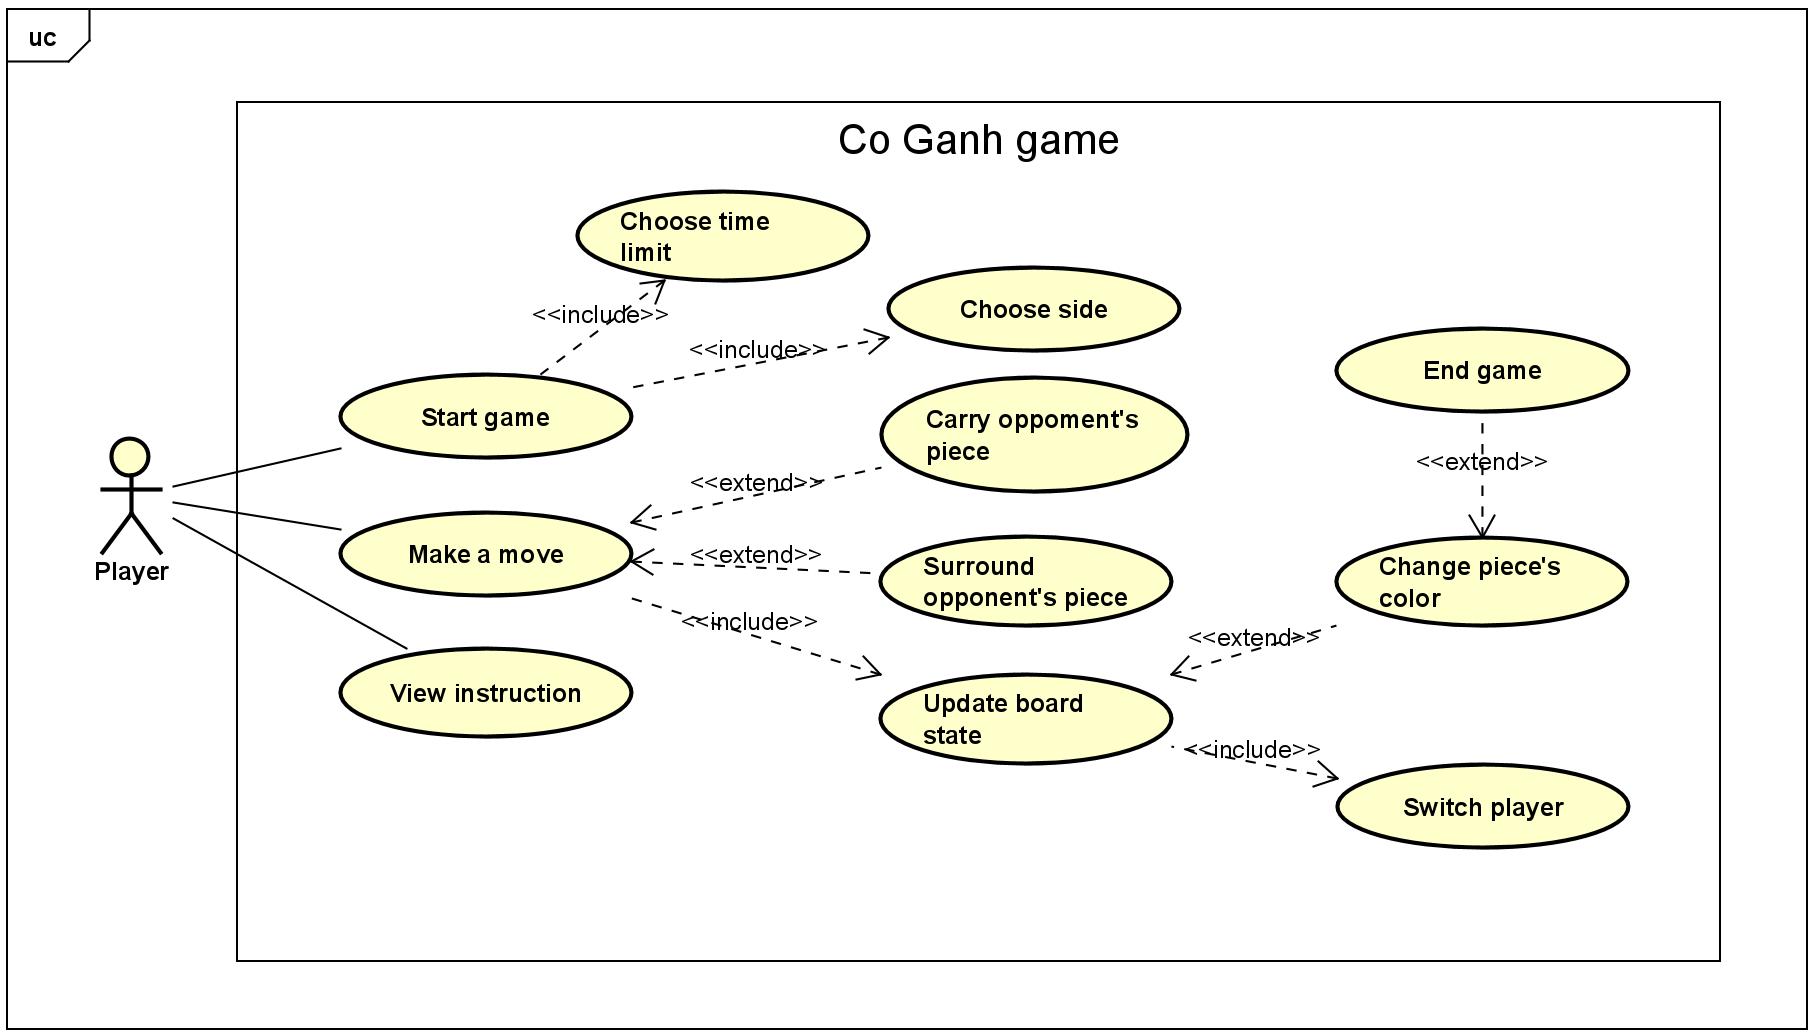 uc
Co Ganh game
Choose time
limit
<<include>>
Choose side
<<include>>
End game
Start game
Carry oppoment's
piece
<<extend>>
<<extend>>
Make a move
<<extend>>
Surround
opponent's piece
Change piece's
color
Player
<<include>>
<<extend>>
View instruction
Update board
state
<<include>>
Switch player